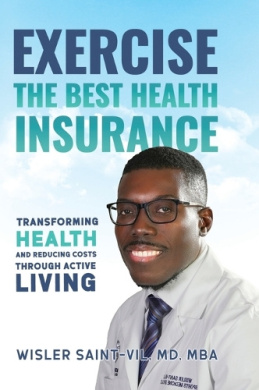 EXERCISE
THE BEST HEALTH
INSURANCE
TRANSFORMING
HEALTH
AND REDUCING COSTS
THROUGH ACTIVE
LIVING
WISLER SAINT-VIL, MD, MBA